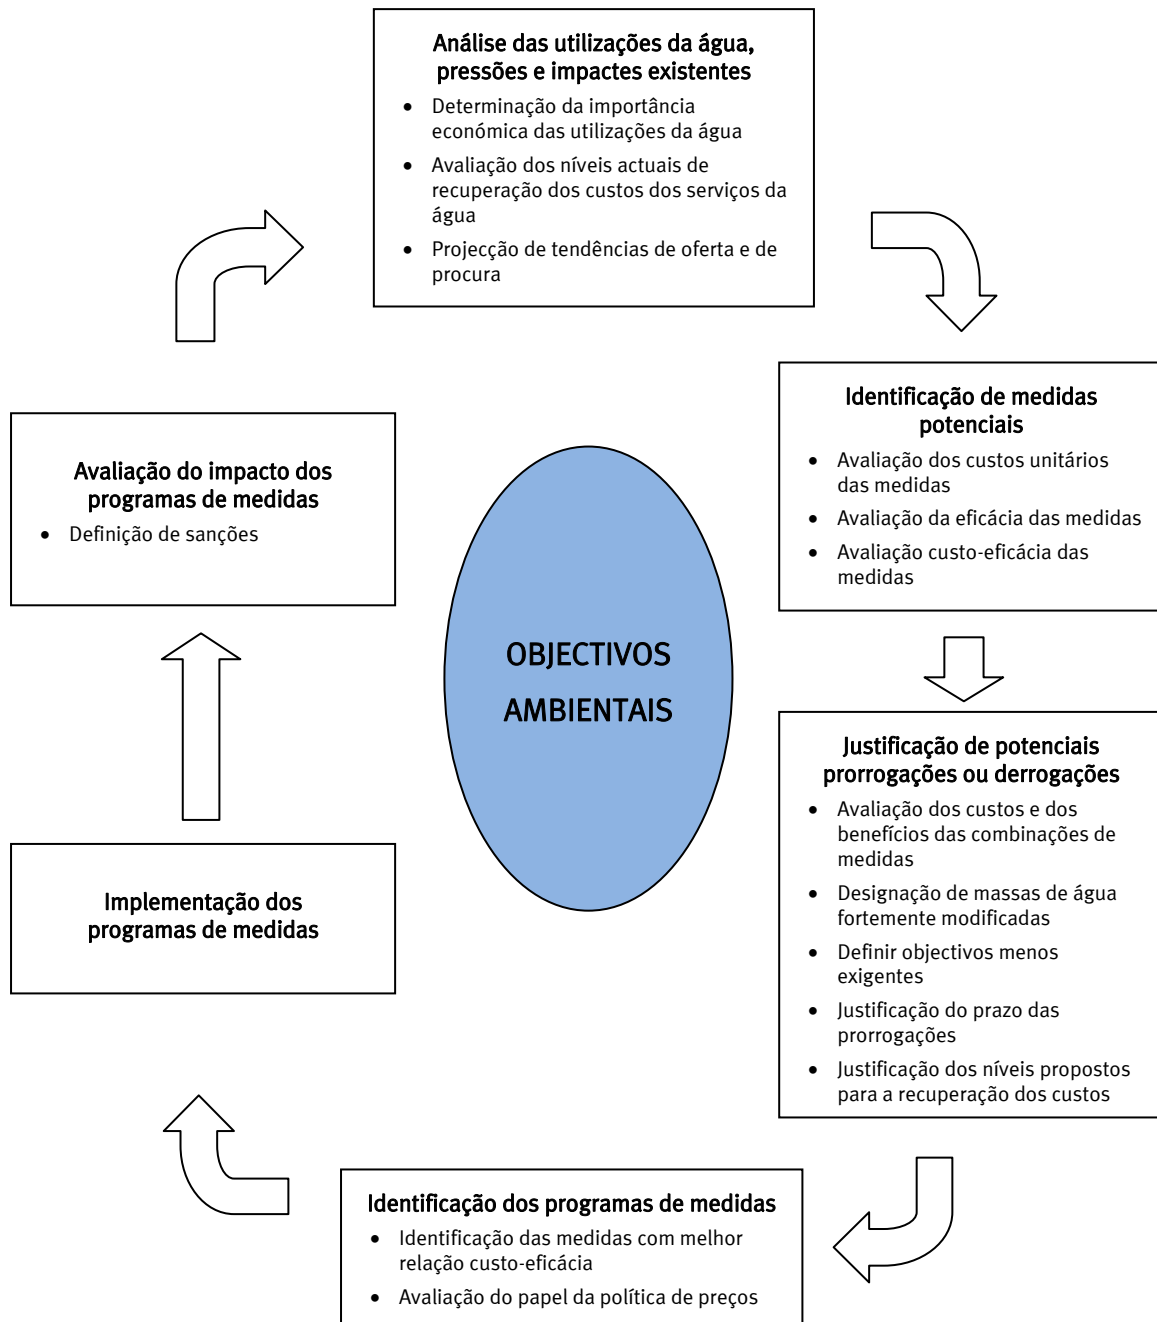 Análise das utilizações da água,
pressões e impactes existentes
• Determinação da importância
económica das utilizações da água
• Avaliação dos níveis actuais de
recuperação dos custos dos serviços da
água
• Projecção de tendências de oferta e de
procura
Identificação de medidas
potenciais
• Avaliação dos custos unitários
das medidas
• Avaliação da eficácia das medidas
• Avaliação custo-eficácia das
medidas
Justificação de potenciais
prorrogações ou derrogações
• Avaliação dos custos e dos
benefícios das combinações de
medidas
• Designação de massas de água
fortemente modificadas
• Definir objectivos menos
exigentes
• Justificação do prazo das
prorrogações
• Justificação dos níveis propostos
para a recuperação dos custos
Identificação dos programas de medidas
• Identificação das medidas com melhor
relação custo-eficácia
• Avaliação do papel da política de preços
Implementação dos
programas de medidas
Avaliação do impacto dos
programas de medidas
• Definição de sanções
OBJECTIVOS
AMBIENTAIS